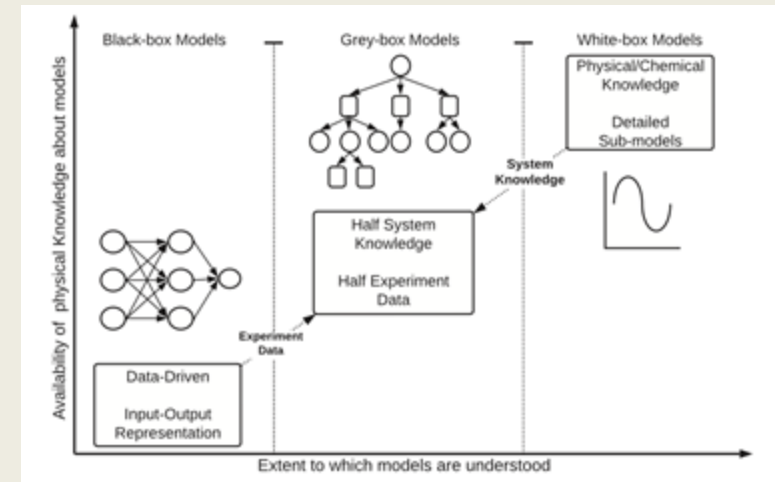 Black-box Models
Grey-box Models
White-box Models
Physical/Chemical
Knowledge
Detailed
Sub-models
System
Knowledge
Half System
Knowledge
Half Experiment
Data
Experiment
Data
Data-Driven
Input-Output
Representation
Availability of physical Knowledge about models
Extent to which models are understood